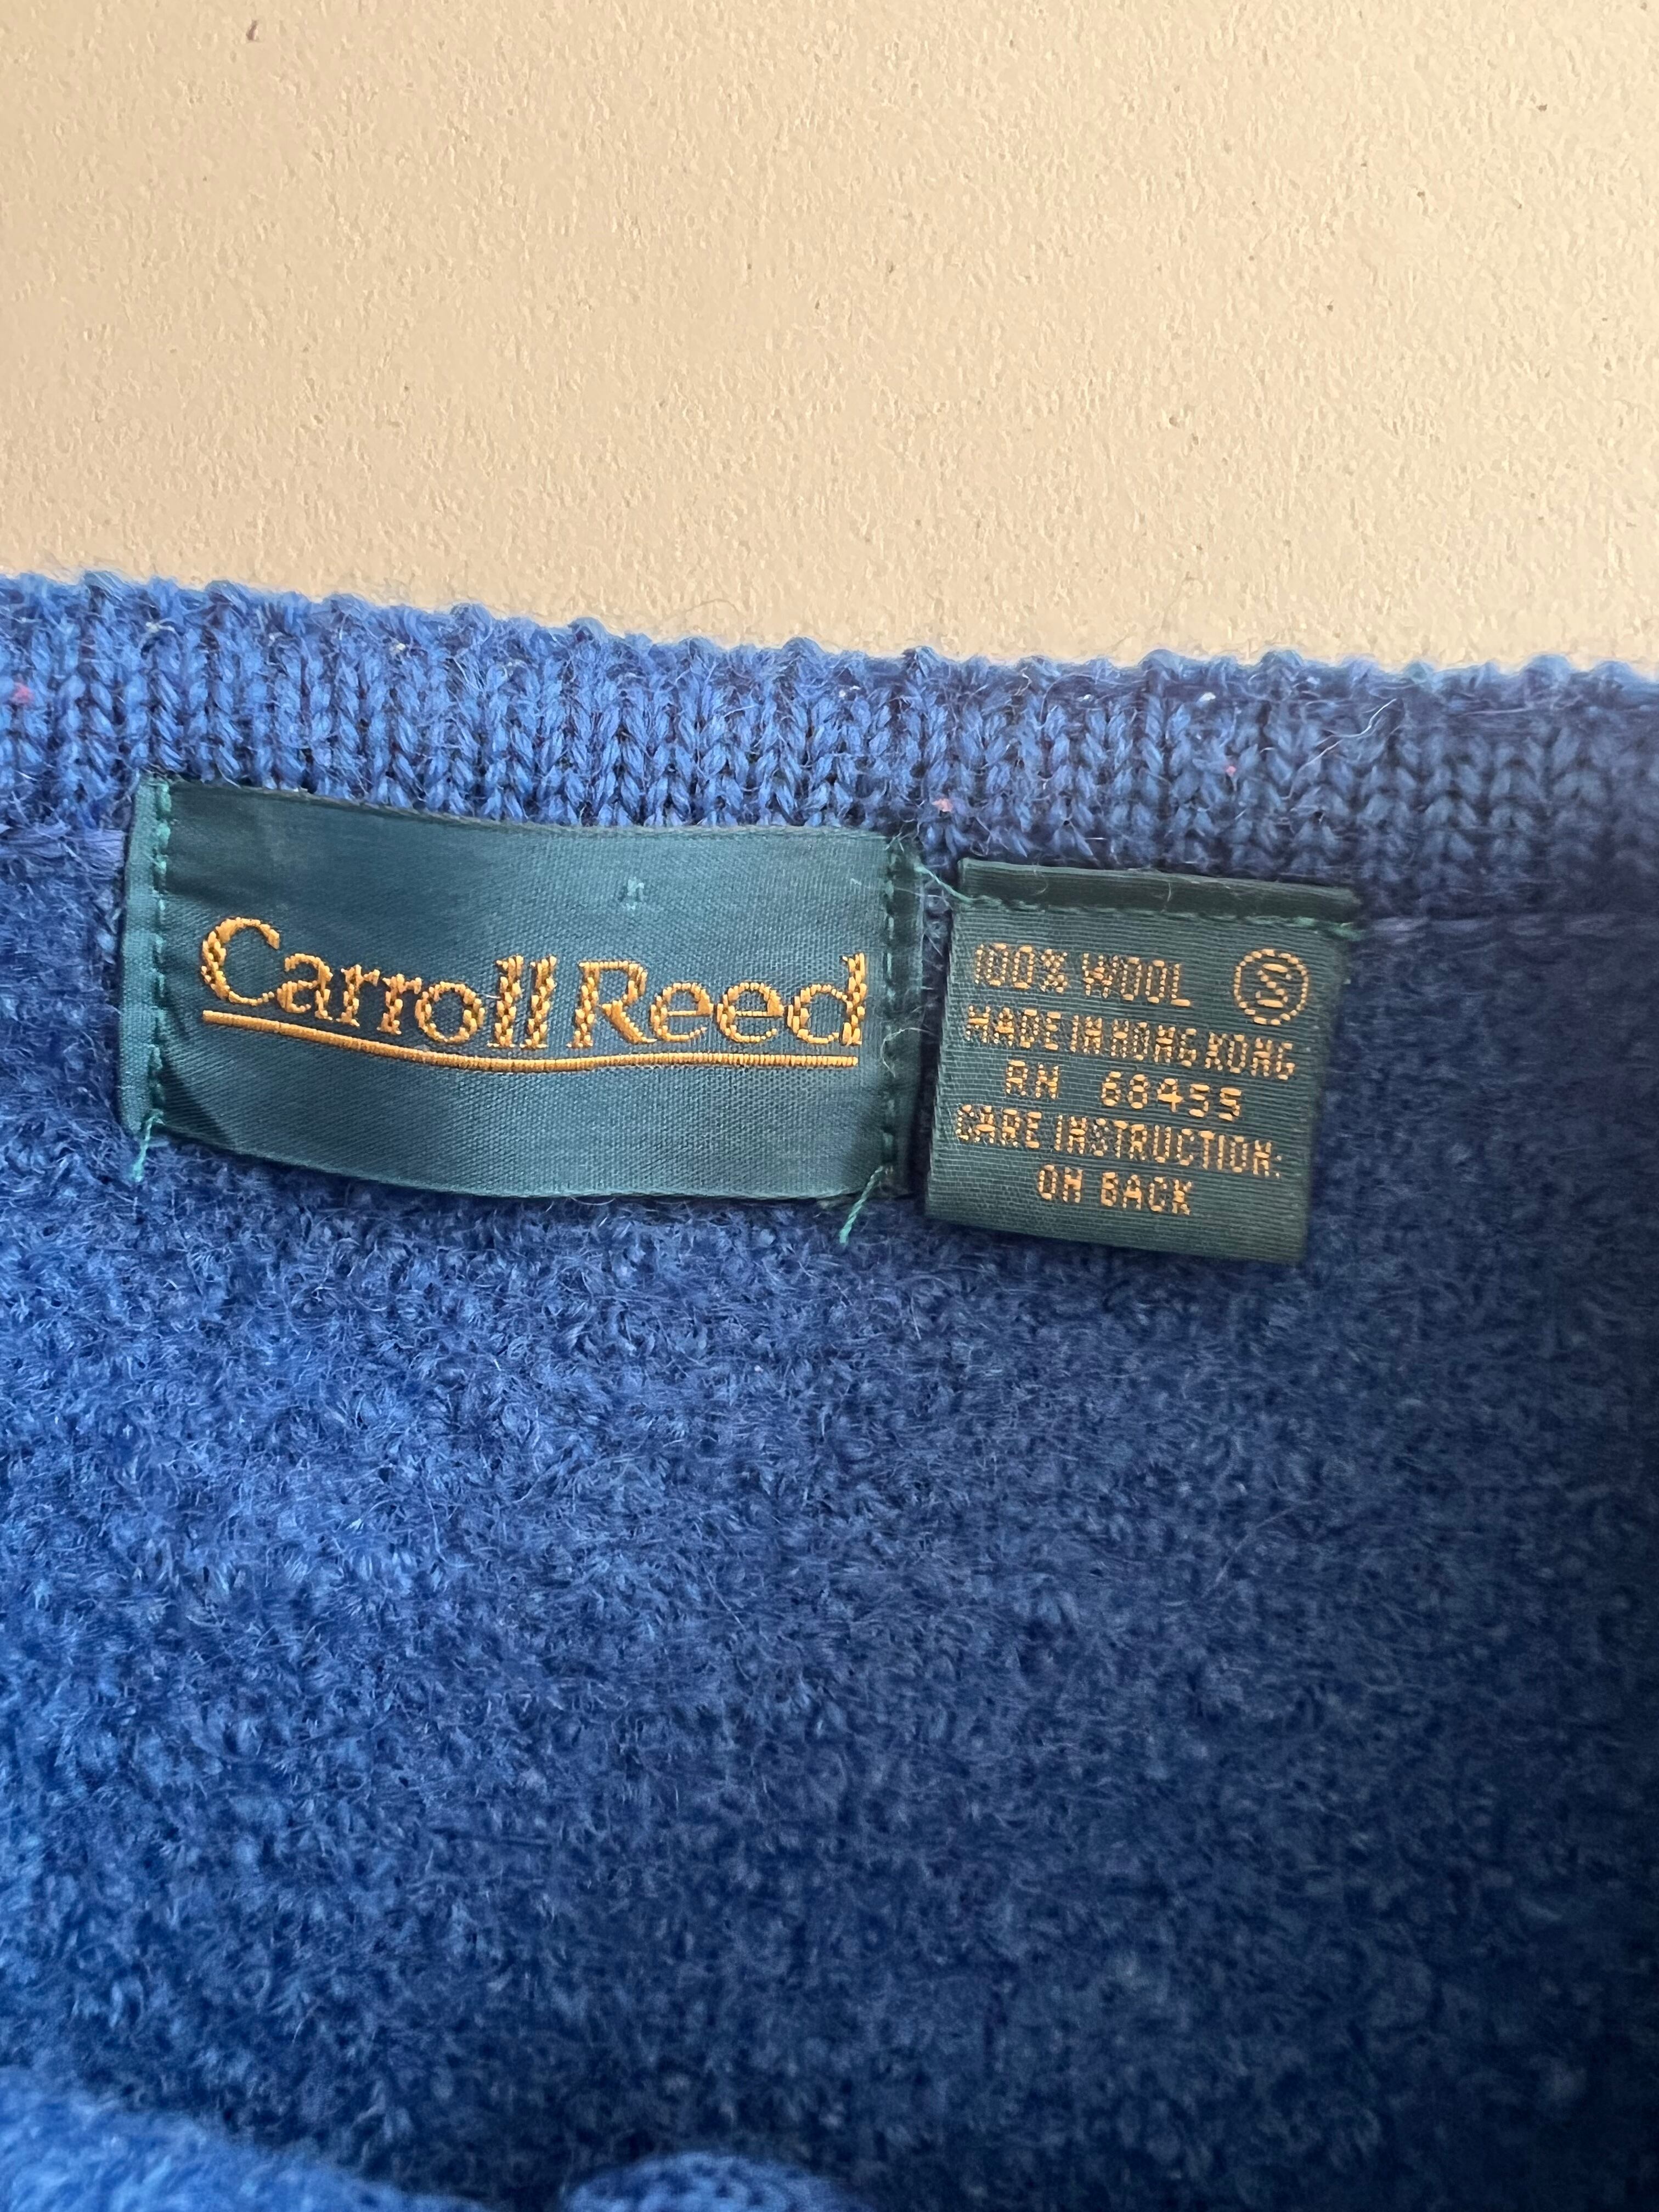 Carroll Reed
100% WOOL S
MADE IN HONG KONG
RN 68455
CARE INSTRUCTION:
ON BACK